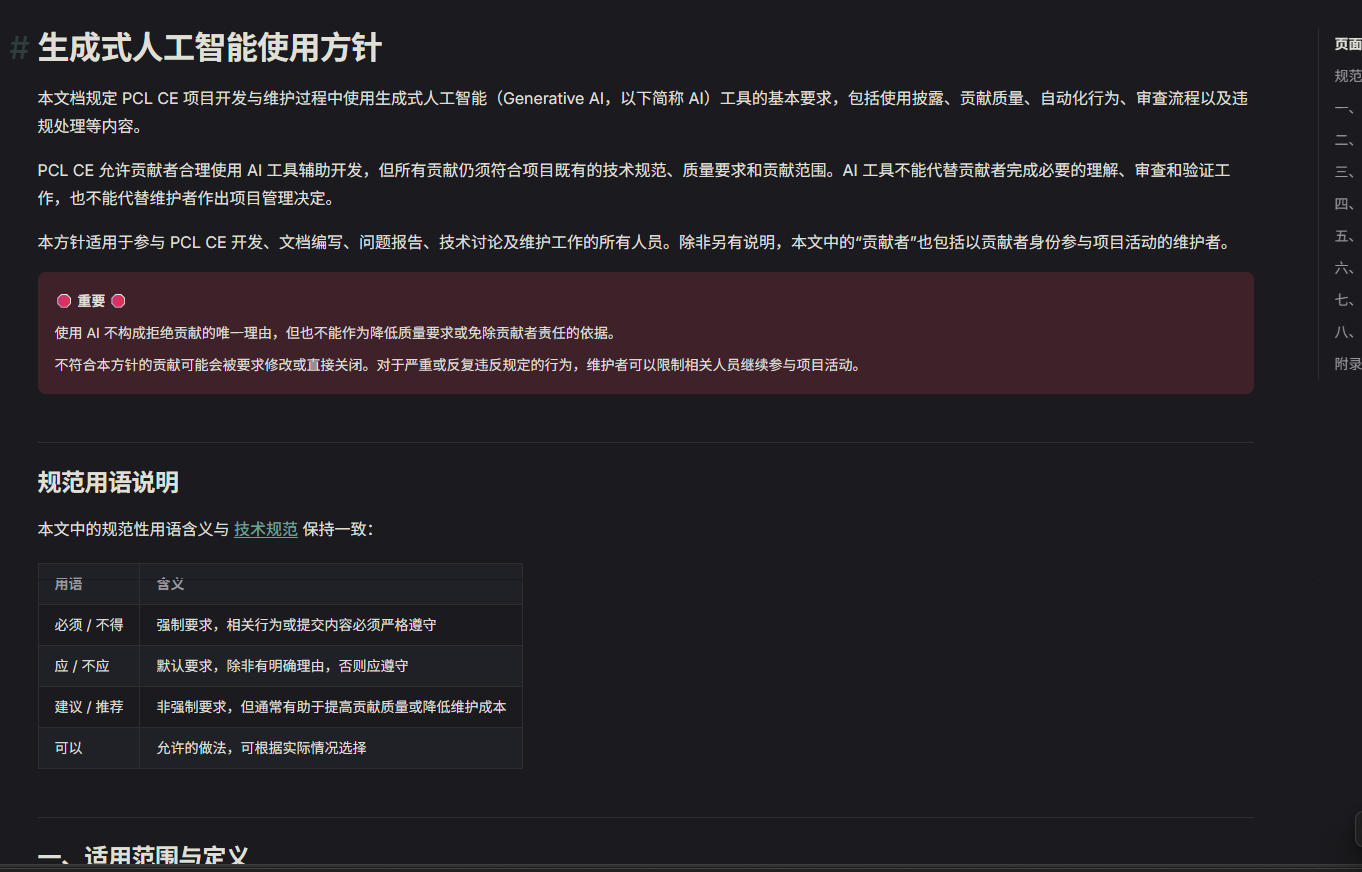 # 生成式人工智能使用方针
本文档规定 PCL CE 项目开发与维护过程中使用生成式人工智能（Generative AI，以下简称 AI）工具的基本要求，包括使用披露、贡献质量、自动化行为、审查流程以及违
规处理等内容。
PCL CE 允许贡献者合理使用 AI 工具辅助开发，但所有贡献仍须符合项目既有的技术规范、质量要求和贡献范围。AI 工具不能代替贡献者完成必要的理解、审查和验证工
作，也不能代替维护者作出项目管理决定。
本方针适用于参与 PCL CE 开发、文档编写、问题报告、技术讨论及维护工作的所有人员。除非另有说明，本文中的“贡献者”也包括以贡献者身份参与项目活动的维护者。
重要
使用 AI 不构成拒绝贡献的唯一理由，但也不能作为降低质量要求或免除贡献者责任的依据。
不符合本方针的贡献可能会被要求修改或直接关闭。对于严重或反复违反规定的行为，维护者可以限制相关人员继续参与项目活动。
规范用语说明
本文中的规范性用语含义与 技术规范 保持一致：
用语 含义
必须 / 不得 强制要求，相关行为或提交内容必须严格遵守
应 / 不应 默认要求，除非有明确理由，否则应遵守
建议 / 推荐 非强制要求，但通常有助于提高贡献质量或降低维护成本
可以 允许的做法，可根据实际情况选择
一、适用范围与定义
页面
规范
一、
二、
三、
四、
五、
六、
七、
八、
附录